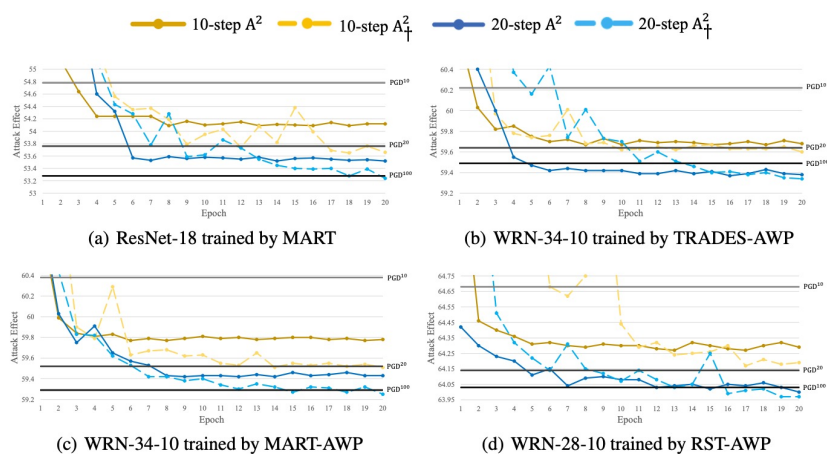 10-step A² 10-step A²† 20-step A² 20-step A²†
55
54.8
54.6
54.4
54.2
54
53.8
53.6
53.4
53.2
53
Attack Effect
PGD¹⁰
PGD²⁰
PGD¹⁰⁰
1 2 3 4 5 6 7 8 9 10 11 12 13 14 15 16 17 18 19 20
Epoch
(a) ResNet-18 trained by MART
60.4
60.2
60
59.8
59.6
59.4
59.2
Attack Effect
PGD¹⁰
PGD²⁰
PGD¹⁰⁰
1 2 3 4 5 6 7 8 9 10 11 12 13 14 15 16 17 18 19 20
Epoch
(b) WRN-34-10 trained by TRADES-AWP
60.4
60.2
60
59.8
59.6
59.4
59.2
Attack Effect
PGD¹⁰
PGD²⁰
PGD¹⁰⁰
1 2 3 4 5 6 7 8 9 10 11 12 13 14 15 16 17 18 19 20
Epoch
(c) WRN-34-10 trained by MART-AWP
64.75
64.65
64.55
64.45
64.35
64.25
64.15
64.05
63.95
Attack Effect
PGD¹⁰
PGD²⁰
PGD¹⁰⁰
1 2 3 4 5 6 7 8 9 10 11 12 13 14 15 16 17 18 19 20
Epoch
(d) WRN-28-10 trained by RST-AWP